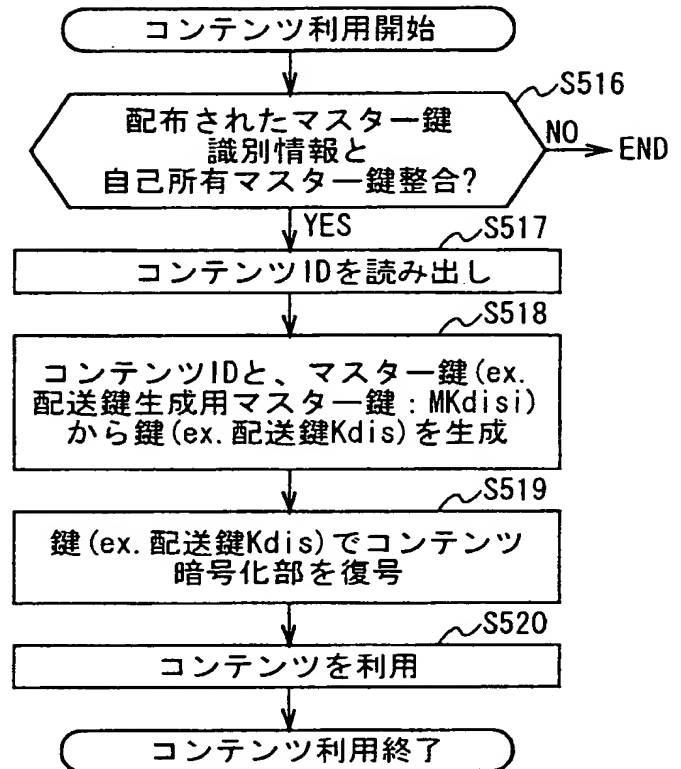 コンテンツ利用開始
S516
配布されたマスター鍵
識別情報と
自己所有マスター鍵整合?
NO
END
YES
S517
コンテンツIDを読み出し
S518
コンテンツIDと、マスター鍵(ex.
配送鍵生成用マスター鍵:MKdisi)
から鍵(ex.配送鍵Kdis)を生成
S519
鍵(ex.配送鍵Kdis)でコンテンツ
暗号化部を復号
S520
コンテンツを利用
コンテンツ利用終了